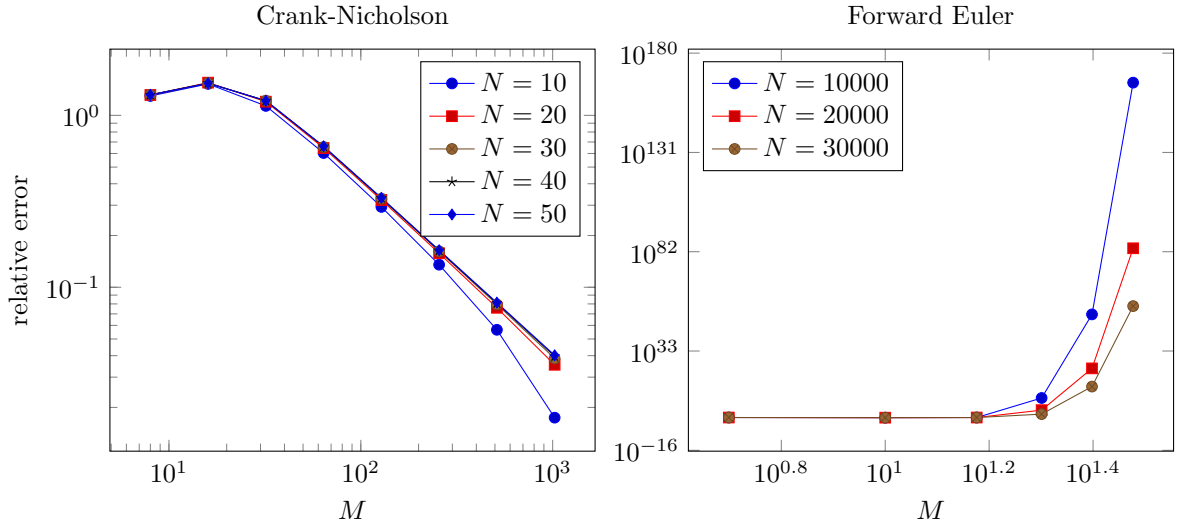 Crank-Nicholson
relative error
10^0
10^{-1}
N = 10
N = 20
N = 30
N = 40
N = 50
10^1
10^2
10^3
M
Forward Euler
10^{180}
10^{131}
10^{82}
10^{33}
10^{-16}
N = 10000
N = 20000
N = 30000
10^{0.8}
10^1
10^{1.2}
10^{1.4}
M